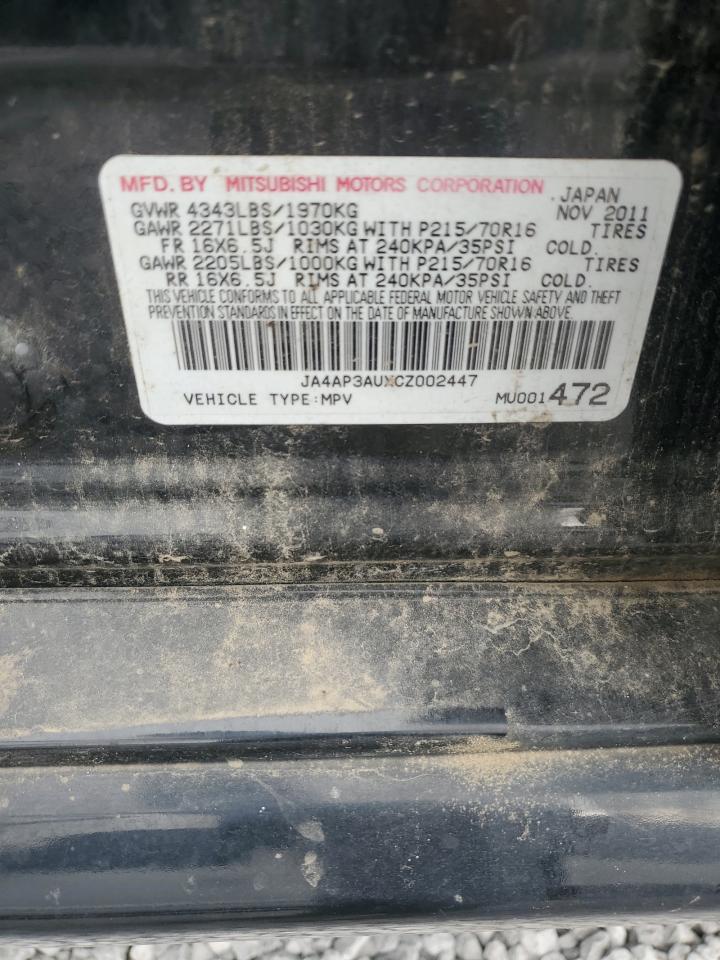 MFD. BY MITSUBISHI MOTORS CORPORATION JAPAN
GVWR 4343LBS/1970KG NOV 2011
GAWR 2271LBS/1030KG WITH P215/70R16 TIRES
FR 16X6.5J RIMS AT 240KPA/35PSI COLD.
GAWR 2205LBS/1000KG WITH P215/70R16 TIRES
RR 16X6.5J RIMS AT 240KPA/35PSI COLD.
THIS VEHICLE CONFORMS TO ALL APPLICABLE FEDERAL MOTOR VEHICLE SAFETY AND THEFT
PREVENTION STANDARDS IN EFFECT ON THE DATE OF MANUFACTURE SHOWN ABOVE.
JA4AP3AUXCZ002447
VEHICLE TYPE:MPV MU001472